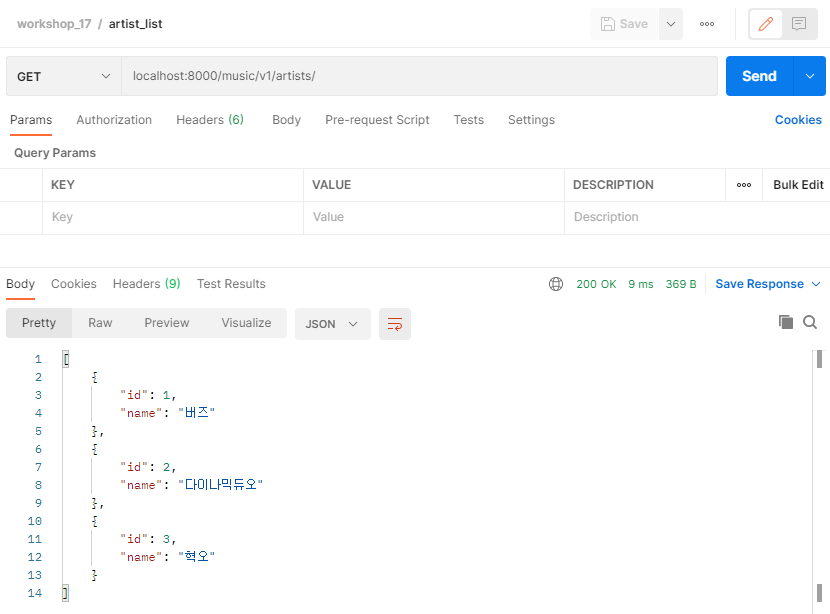 workshop_17 / artist_list
Save
GET
localhost:8000/music/v1/artists/
Send
Params Authorization Headers (6) Body Pre-request Script Tests Settings Cookies
Query Params
KEY VALUE DESCRIPTION Bulk Edit
Key Value Description
Body Cookies Headers (9) Test Results 200 OK 9 ms 369 B Save Response
Pretty Raw Preview Visualize JSON
1 [
2 {
3 "id": 1,
4 "name": "버즈"
5 },
6 {
7 "id": 2,
8 "name": "다이나믹듀오"
9 },
10 {
11 "id": 3,
12 "name": "혁오"
13 }
14 ]